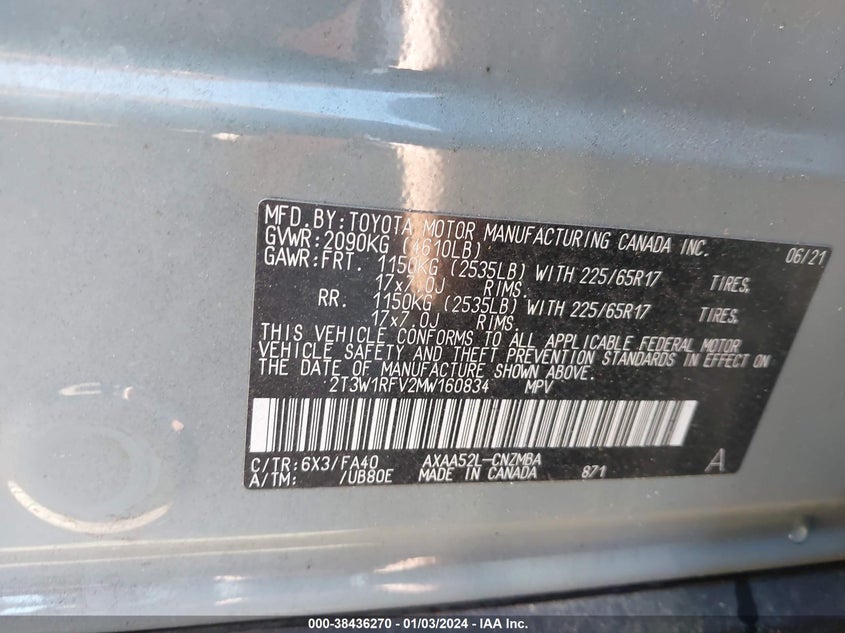 MFD. BY: TOYOTA MOTOR MANUFACTURING CANADA INC. 06/21
GVWR: 2090KG (4610LB)
GAWR: FRT. 1150KG (2535LB) WITH 225/65R17 TIRES,
17x7.0J RIMS.
RR. 1150KG (2535LB) WITH 225/65R17 TIRES,
17x7.0J RIMS.
THIS VEHICLE CONFORMS TO ALL APPLICABLE FEDERAL MOTOR
VEHICLE SAFETY AND THEFT PREVENTION STANDARDS IN EFFECT ON
THE DATE OF MANUFACTURE SHOWN ABOVE.
2T3W1RFV2MW160834 MPV
C/TR: 6X3/FA40 AXAA52L-CNZMBA A
A/TM: /UB80E MADE IN CANADA 871
000-38436270 - 01/03/2024 - IAA Inc.